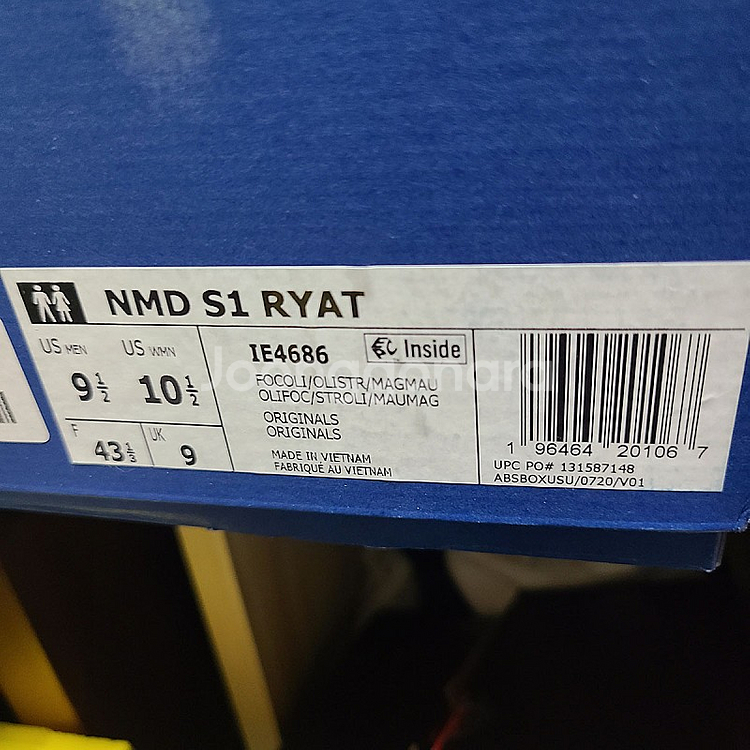 NMD S1 RYAT
US MEN
9 1/2
US WMN
10 1/2
F
43 1/3
UK
9
IE4686
Inside
FOCOLI/OLISTR/MAGMAU
OLIFOC/STROLI/MAUMAG
ORIGINALS
ORIGINALS
MADE IN VIETNAM
FABRIQUÉ AU VIETNAM
1 96464 20106 7
UPC PO# 131587148
ABSBOXUSU/0720/V01
Joonggonara